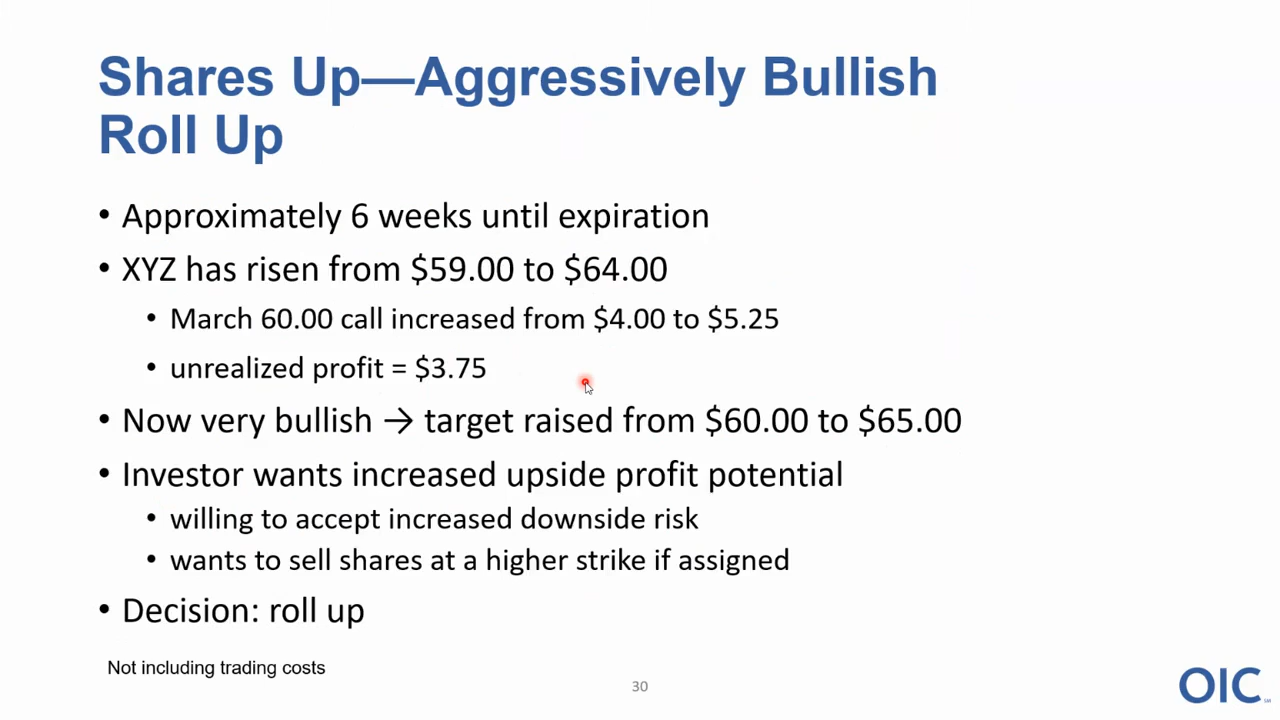 Shares Up—Aggressively Bullish
Roll Up
• Approximately 6 weeks until expiration
• XYZ has risen from $59.00 to $64.00
• March 60.00 call increased from $4.00 to $5.25
• unrealized profit = $3.75
• Now very bullish → target raised from $60.00 to $65.00
• Investor wants increased upside profit potential
• willing to accept increased downside risk
• wants to sell shares at a higher strike if assigned
• Decision: roll up
Not including trading costs
30
OIC